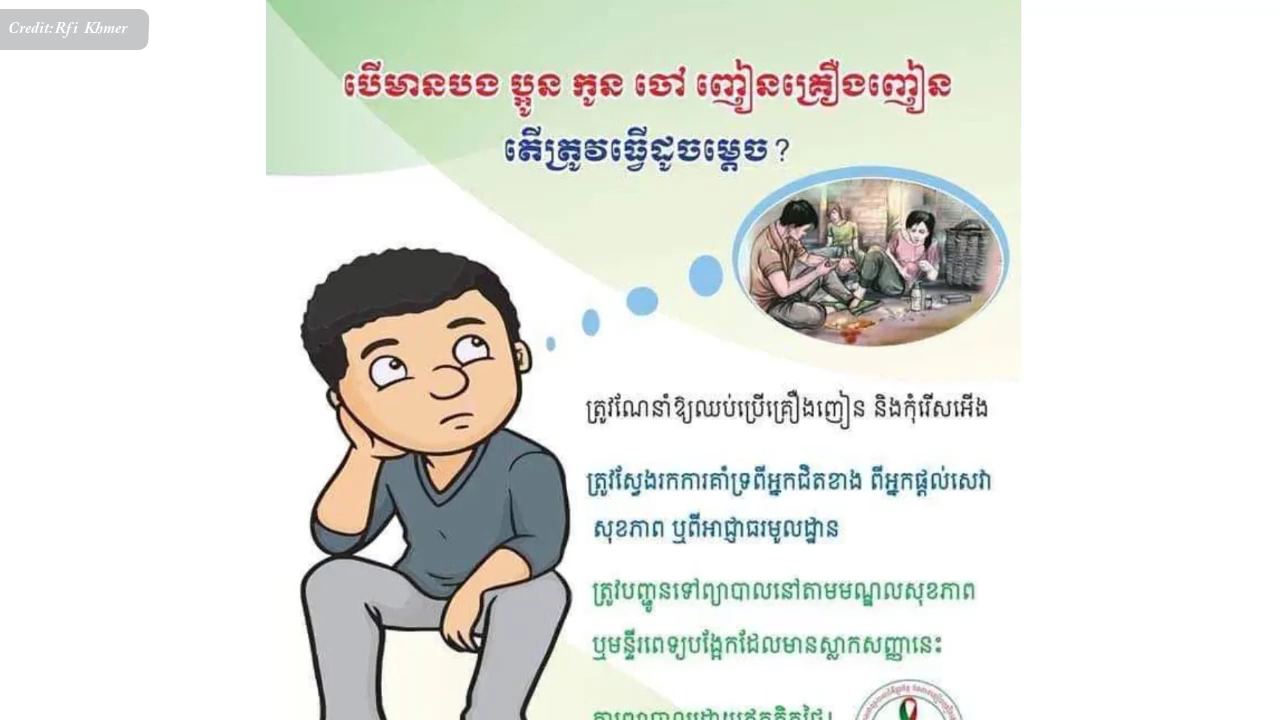 Credit:Rfi Khmer
បើមានបង ប្អូន កូន ចៅ ញៀនគ្រឿងញៀន
តើត្រូវធ្វើដូចម្ដេច?
ត្រូវណែនាំឱ្យឈប់ប្រើគ្រឿងញៀន និងកុំរើសអើង
ត្រូវស្វែងរកការគាំទ្រពីអ្នកជិតខាង ពីអ្នកផ្តល់សេវា
សុខភាព ឬពីអាជ្ញាធរមូលដ្ឋាន
ត្រូវបញ្ជូនទៅព្យាបាលនៅតាមមណ្ឌលសុខភាព
ឬមន្ទីរពេទ្យបង្អែកដែលមានស្លាកសញ្ញានេះ